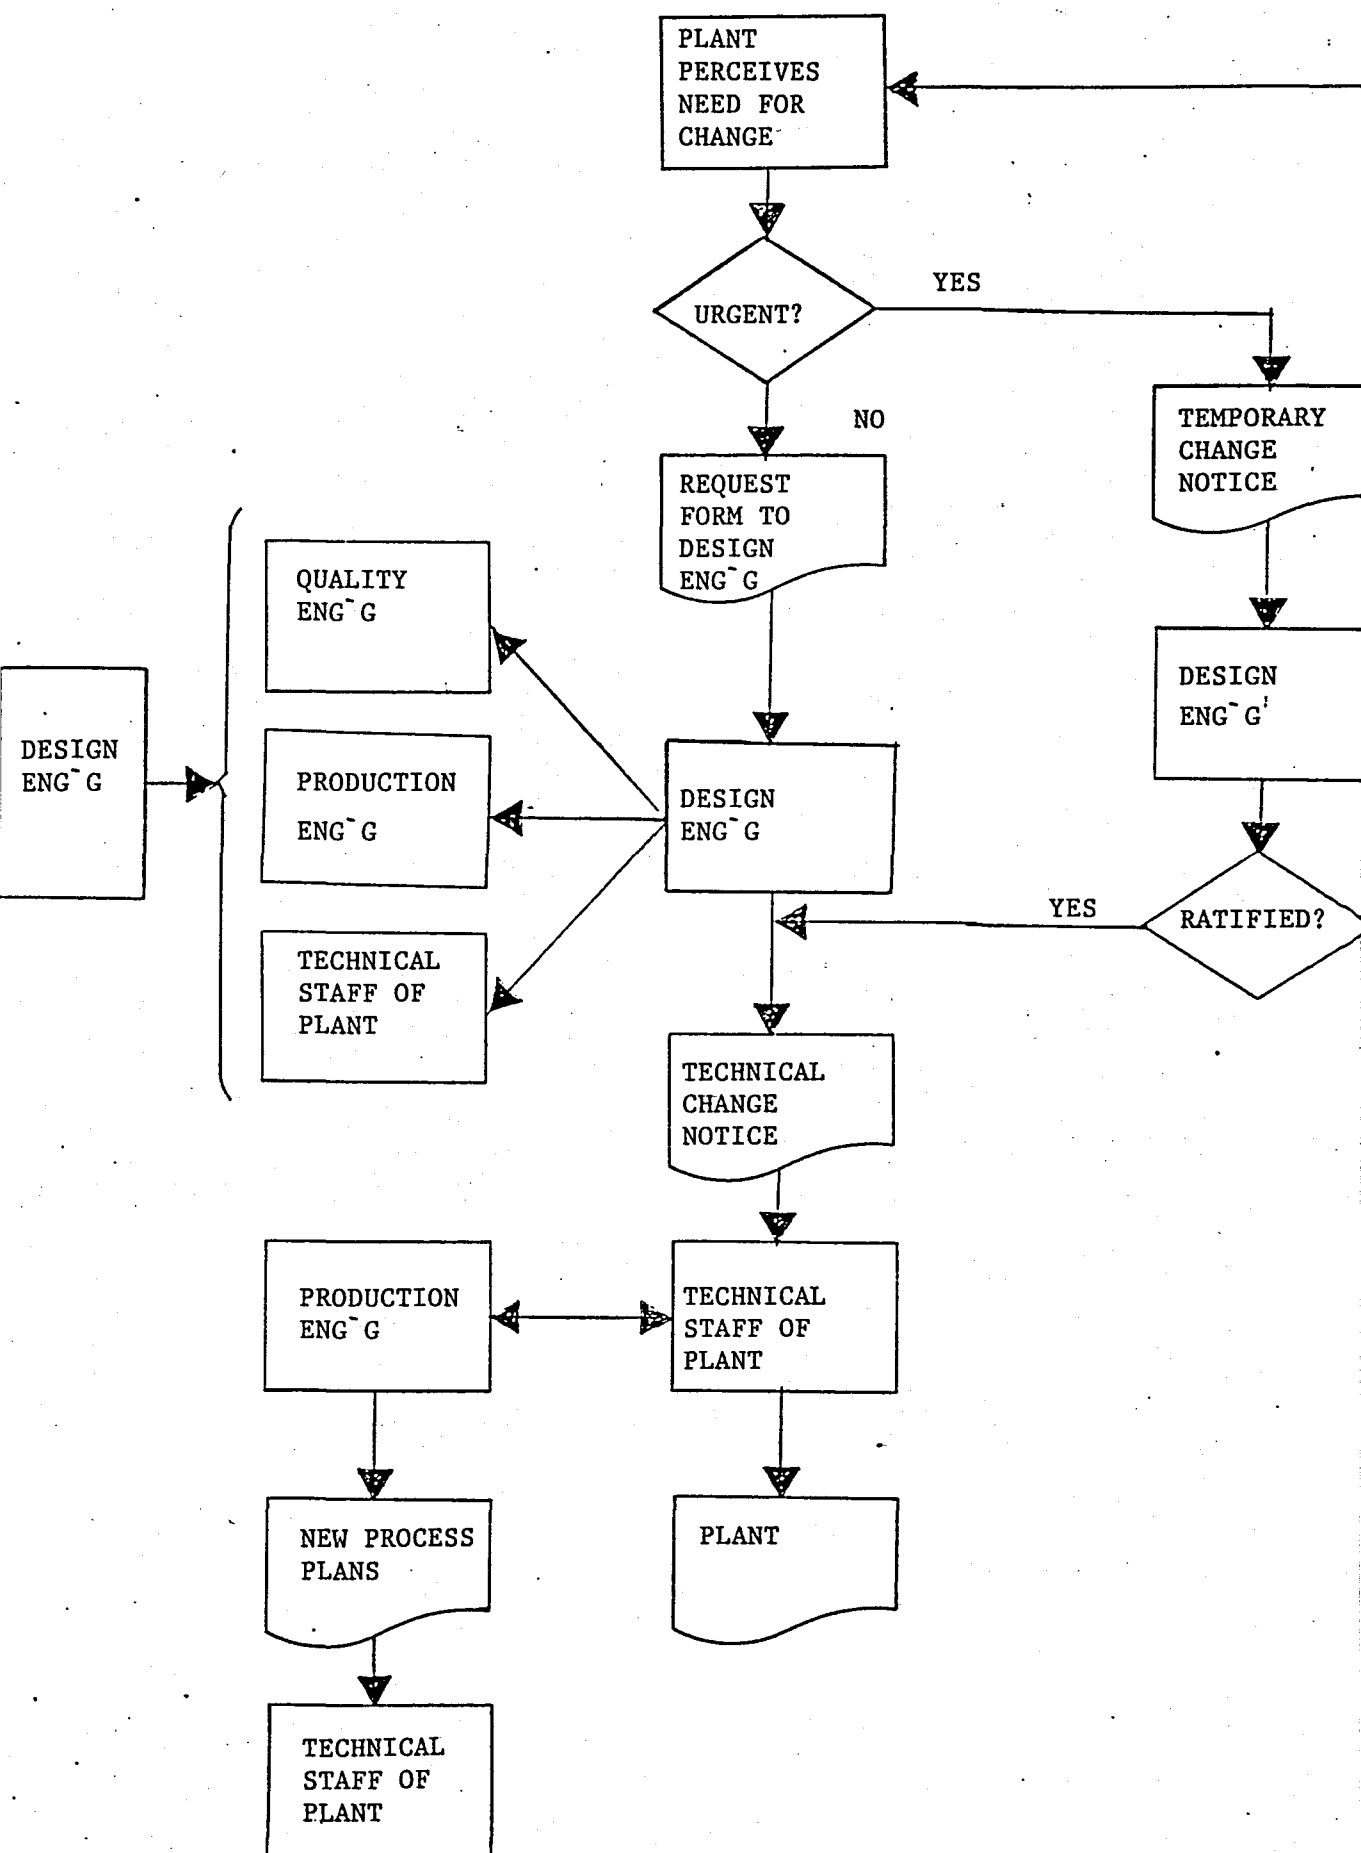 PLANT
PERCEIVES
NEED FOR
CHANGE
URGENT?
YES
NO
TEMPORARY
CHANGE
NOTICE
REQUEST
FORM TO
DESIGN
ENG¯G
QUALITY
ENG¯G
DESIGN
ENG¯G'
DESIGN
ENG¯G
PRODUCTION
ENG¯G
DESIGN
ENG¯G
YES
RATIFIED?
TECHNICAL
STAFF OF
PLANT
TECHNICAL
CHANGE
NOTICE
PRODUCTION
ENG¯G
TECHNICAL
STAFF OF
PLANT
NEW PROCESS
PLANS
PLANT
TECHNICAL
STAFF OF
PLANT